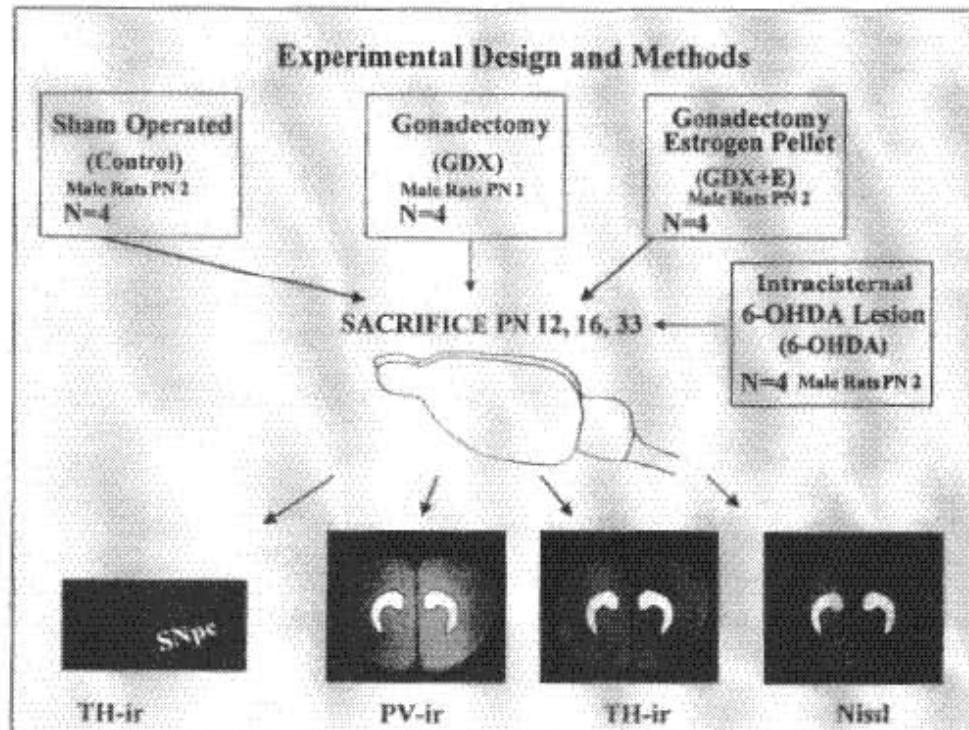 Experimental Design and Methods
Sham Operated
(Control)
Male Rats PN 2
N=4
Gonadectomy
(GDX)
Male Rats PN 2
N=4
Gonadectomy
Estrogen Pellet
(GDX+E)
Male Rats PN 2
N=4
Intracisternal
6-OHDA Lesion
(6-OHDA)
N=4 Male Rats PN 2
SACRIFICE PN 12, 16, 33
SNpc
TH-ir
PV-ir
TH-ir
Nissl